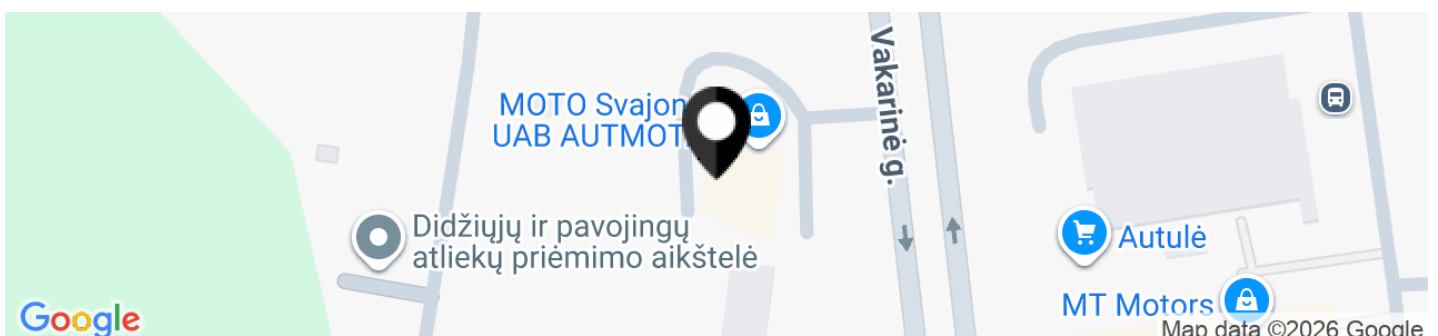 MOTO Svajon
UAB AUTMOT
Vakarinė g.
Didžiųjų ir pavojingų
atliekų priėmimo aikštelė
Autulė
MT Motors
Google
Map data ©2026 Google